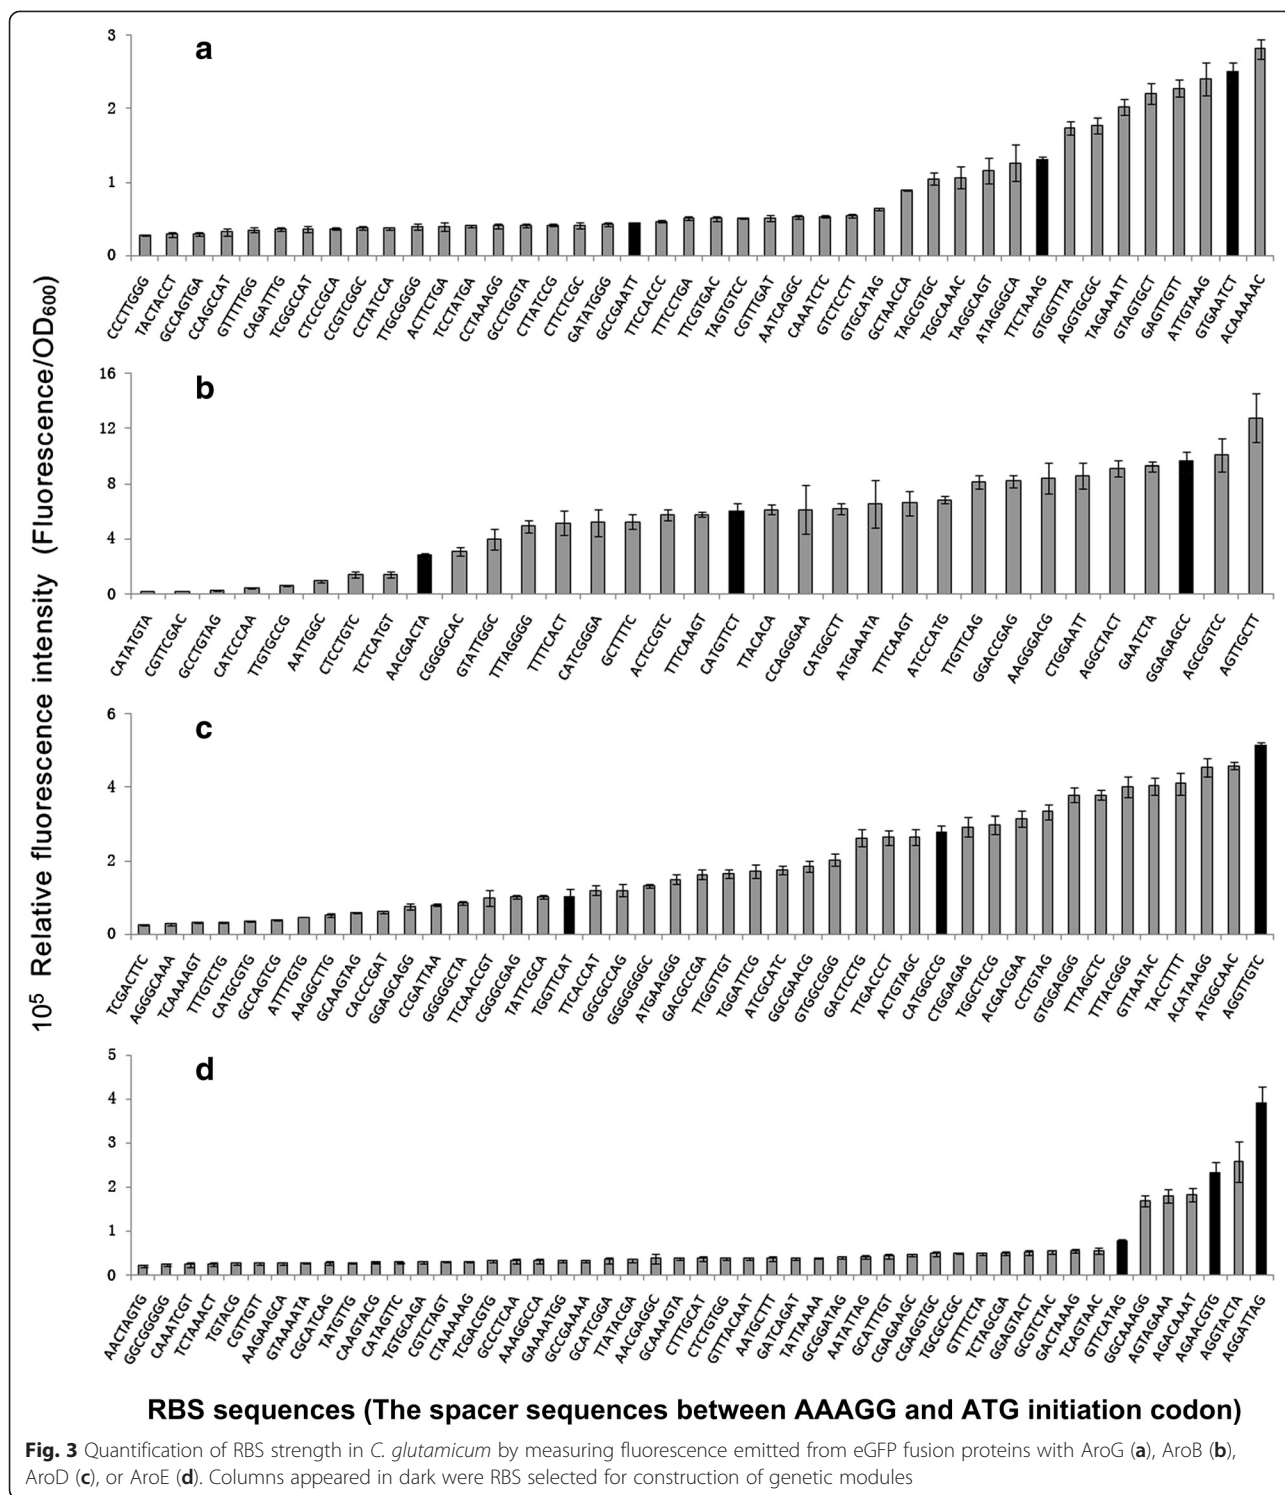 a
3
2
1
0
CCCTTGGG TACTACCT GCCAGTGA CCAGCCAT GTTTTTGG CAGATTTG TCGGCCAT CTCCCGCA CCGTCGGC CCTATCCA TTGCGGGG ACTTCTGA TCCTATGA CCTAAAGG GCCTGGTA CTTATCCG CTTCTCGC GATATGGG GCCGAATT TTCCACCC TTTCCTGA TTCGTGAC TAGTGTCC CGTTTGAT AATCAGGC CAAATCTC GTCTCCTT GTGCATAG GCTAACCA TAGCGTGC TGGCAAAC TAGGCAGT ATAGGGCA TTCTAAAG GTGGTTTA AGGTGCGC TAGAAATT GTAGTGCT GAGTTGTT ATTGTAAG GTGAATCT ACAAAAAC
b
16
12
8
4
0
CATATGTA CGTTCGAC GCCTGTAG CATCCCAA TTGTGCCG AATTGGC CTCCTGTC TCTCATGT AACGACTA CGGGGCAC GTATTGGC TTTAGGGG TTTTCACT CATCGGGA GCTTTTC ACTCCGTC TTTCAAGT CATGTTCT TTACACA CCAGGGAA CATGGCTT ATGAAATA TTTCAAGT ATCCCATG TTGTTCAG GGACCGAG AAGGGACG CTGGAATT AGGCTACT GAATCTA GGAGAGCC AGCGGTCC AGTTGCTT
c
6
4
2
0
TCGACTTC AGGGCAAA TCAAAAGT TTTGTCTG CATGCGTG GCCAGTCG ATTTTGTG AAGGCTTG GCAAGTAG CACCCGAT GGAGCAGG CCGATTAA GGGGGCTA TTCAACGT CGGGCGAG TATTCGCA TGGTTCAT TTCACCAT GGCGCCAG GGGGGGGC ATGAAGGG GACGCCGA TTGGTTGT TGGATTCG ATCGCATC GGCGAACG GTGGCGGG GACTCCTG TTGACCCT ACTGTAGC CATGGCCG CTGGAGAG TGGCTCCG ACGACGAA CCTGTAG GTGGAGGG TTTAGCTC TTTACGGG GTTAATAC TACCTTTT ACATAAGG ATGGCAAC AGGTTGTC
d
5
4
3
2
1
0
AACTAGTG GGCGGGGG CAAATCGT TCTAAACT TGTACG CGTTGTT AAGAAGCA GTAAAATA CGCATCAG TATGTTG CAAGTACG CATAGTTC TGTGCAGA CGTCTAGT CTAAAAAG TCGACGTG GCCCTCAA AAAGGCCA GAAAATGG GCCGAAAA GCATCGGA TTATACGA AACGAGGC GCAAAGTA CTTTGCAT CTCTGTGG GTTTACAAT AATGCTTT GATCAGAT TATTAAAA GCGGATAG AATATTAG GCATTTGT CGAGAAGC CGAGGTGC TGCGCCGC GTTTTCTA TCTAGCGA GGAGTACT GCGTCTAC GACTAAAG TCAGTAAC GTTCATAG GGCAAAGG AGTAGAAA AGACAAAT AGAACGTG AGGTACTA AGGATTAG
10⁵ Relative fluorescence intensity (Fluorescence/OD₆₀₀)
RBS sequences (The spacer sequences between AAAGG and ATG initiation codon)
Fig. 3 Quantification of RBS strength in C. glutamicum by measuring fluorescence emitted from eGFP fusion proteins with AroG (a), AroB (b),
AroD (c), or AroE (d). Columns appeared in dark were RBS selected for construction of genetic modules